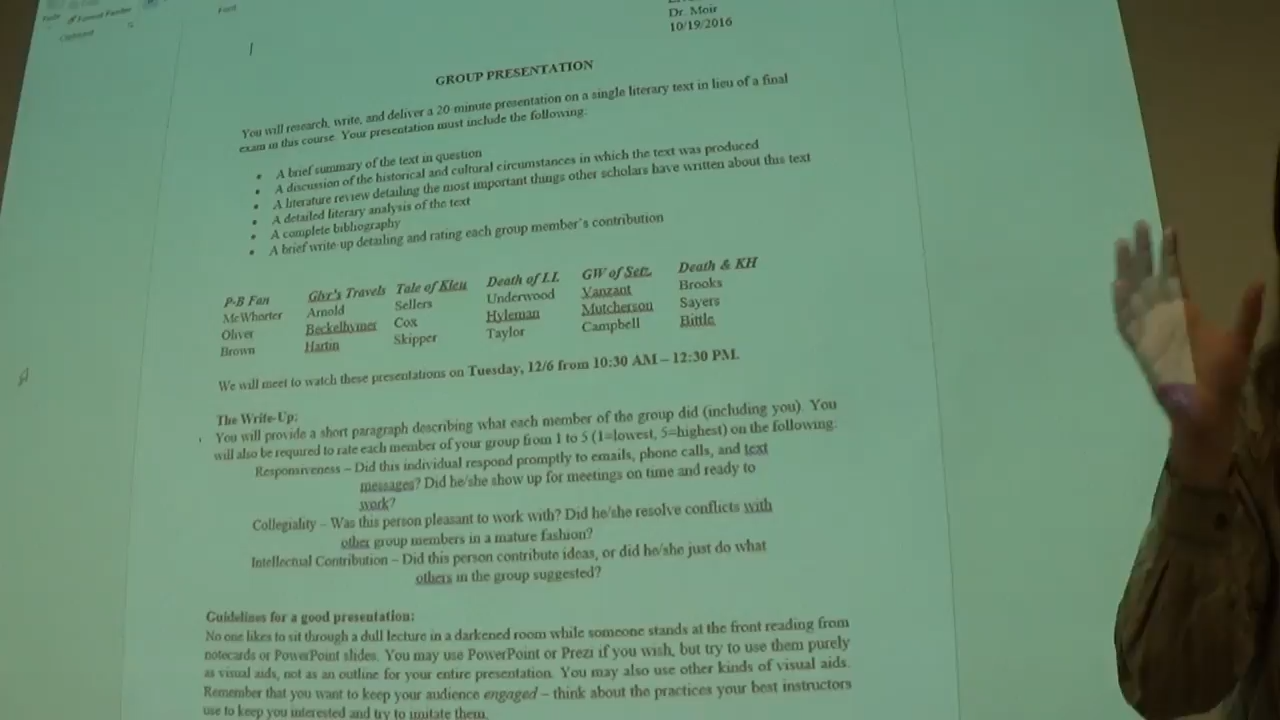 Format Painter
Clipboard
Font
Dr. Moir
10/19/2016
GROUP PRESENTATION
You will research, write, and deliver a 20-minute presentation on a single literary text in lieu of a final
exam in this course. Your presentation must include the following:
• A brief summary of the text in question
• A discussion of the historical and cultural circumstances in which the text was produced
• A literature review detailing the most important things other scholars have written about this text
• A detailed literary analysis of the text
• A complete bibliography
• A brief write-up detailing and rating each group member's contribution
P-B Fan Glvr's Travels Tale of Kieu Death of I.I. GW of Setz. Death & KH
McWhorter Arnold Sellers Underwood Vanzant Brooks
Oliver Beckelhymer Cox Hyleman Mutcherson Sayers
Brown Hartin Skipper Taylor Campbell Bittle
We will meet to watch these presentations on Tuesday, 12/6 from 10:30 AM – 12:30 PM.
The Write-Up:
You will provide a short paragraph describing what each member of the group did (including you). You
will also be required to rate each member of your group from 1 to 5 (1=lowest, 5=highest) on the following:
Responsiveness – Did this individual respond promptly to emails, phone calls, and text
messages? Did he/she show up for meetings on time and ready to
work?
Collegiality – Was this person pleasant to work with? Did he/she resolve conflicts with
other group members in a mature fashion?
Intellectual Contribution – Did this person contribute ideas, or did he/she just do what
others in the group suggested?
Guidelines for a good presentation:
No one likes to sit through a dull lecture in a darkened room while someone stands at the front reading from
notecards or PowerPoint slides. You may use PowerPoint or Prezi if you wish, but try to use them purely
as visual aids, not as an outline for your entire presentation. You may also use other kinds of visual aids.
Remember that you want to keep your audience engaged – think about the practices your best instructors
use to keep you interested and try to imitate them.